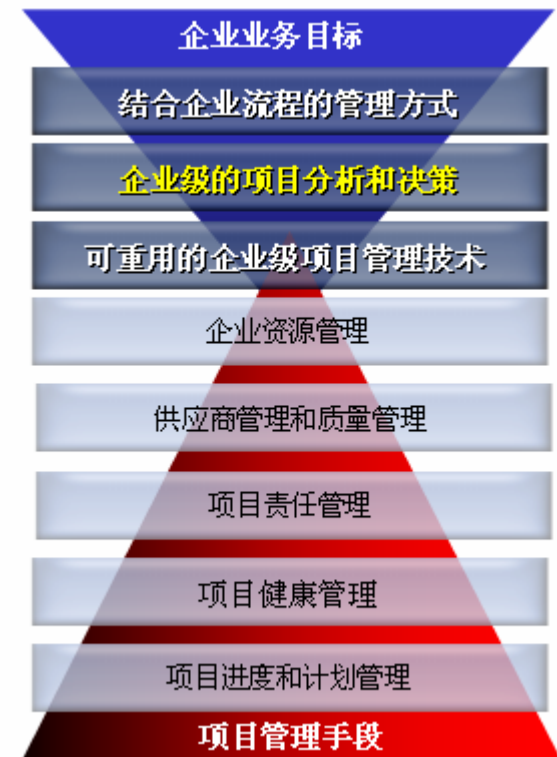 企业业务目标
结合企业流程的管理方式
企业级的项目分析和决策
可重用的企业级项目管理技术
企业资源管理
供应商管理和质量管理
项目责任管理
项目健康管理
项目进度和计划管理
项目管理手段